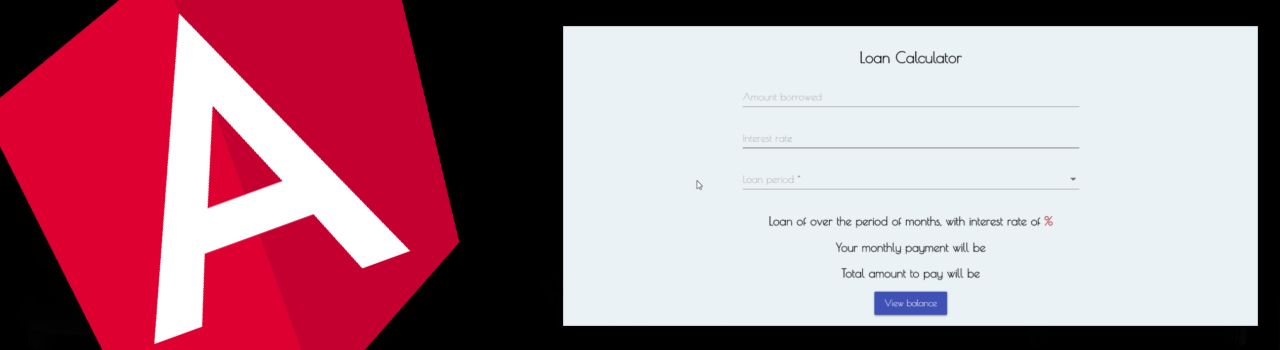 Loan Calculator
Amount borrowed
Interest rate
Loan period *
Loan of over the period of months, with interest rate of %
Your monthly payment will be
Total amount to pay will be
View balance